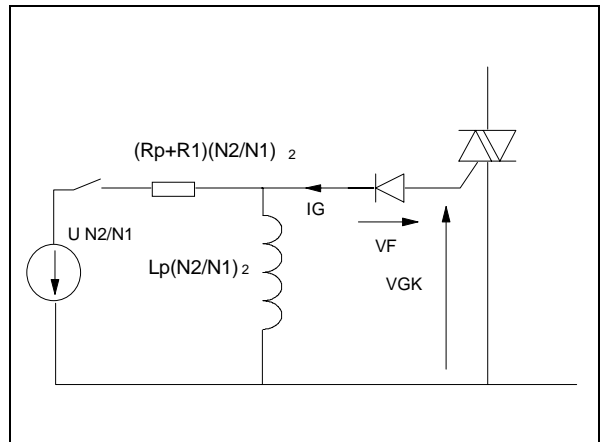 (Rp+R1)(N2/N1) 2
IG
U N2/N1
VF
Lp(N2/N1) 2
VGK